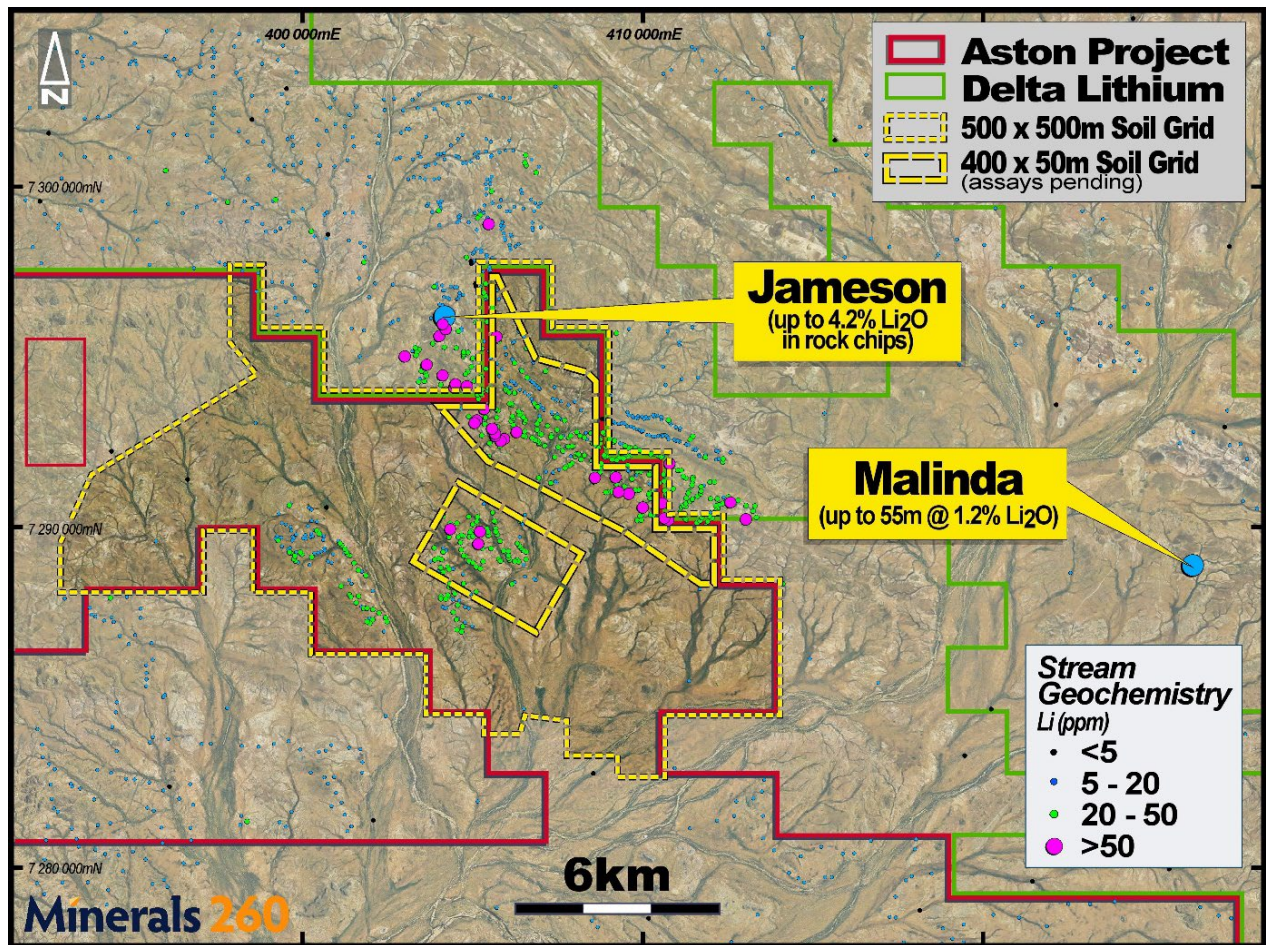 400 000mE
410 000mE
N
Aston Project
Delta Lithium
500 x 500m Soil Grid
400 x 50m Soil Grid
(assays pending)
7 300 000mN
Jameson
(up to 4.2% Li₂O
in rock chips)
Malinda
(up to 55m @ 1.2% Li₂O)
7 290 000mN
Stream
Geochemistry
Li (ppm)
<5
5 - 20
20 - 50
>50
7 280 000mN
6km
Minerals 260